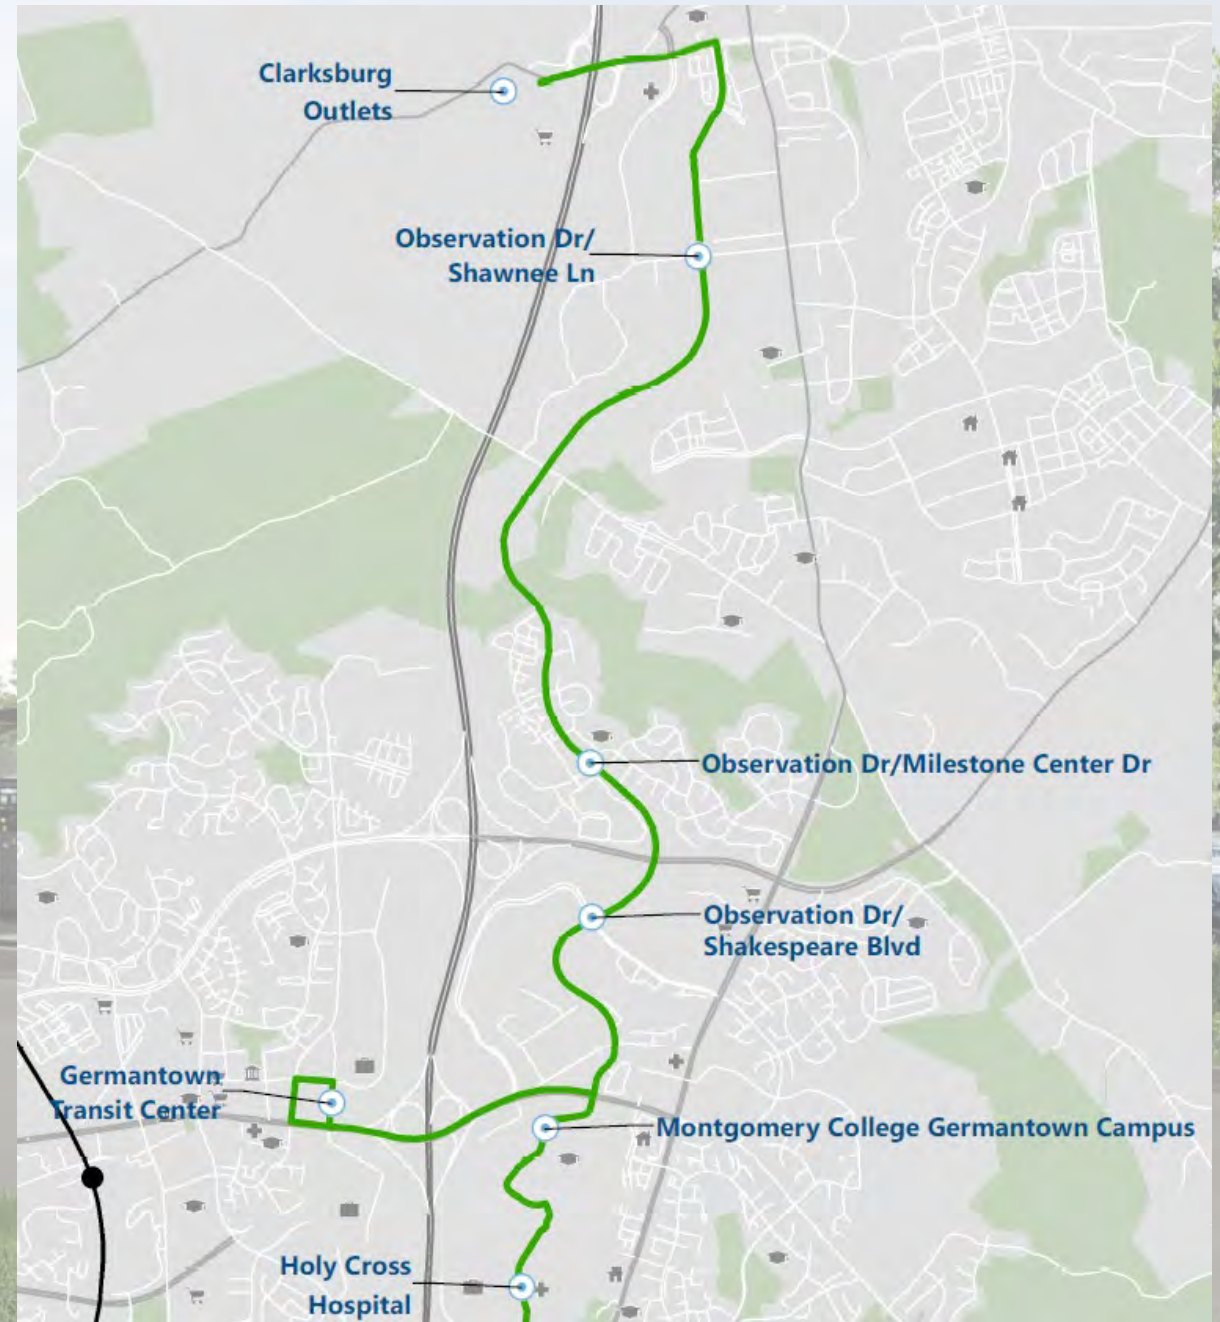 Clarksburg
Outlets
Observation Dr/
Shawnee Ln
Observation Dr/Milestone Center Dr
Observation Dr/
Shakespeare Blvd
Germantown
Transit Center
Montgomery College Germantown Campus
Holy Cross
Hospital